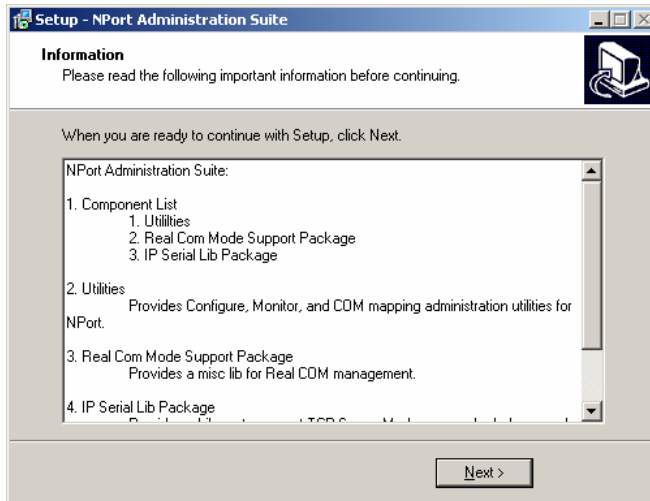 Setup - NPort Administration Suite
Information
Please read the following important information before continuing.
When you are ready to continue with Setup, click Next.
NPort Administration Suite:
1. Component List
1. Utililties
2. Real Com Mode Support Package
3. IP Serial Lib Package
2. Utilities
Provides Configure, Monitor, and COM mapping administration utilities for
NPort.
3. Real Com Mode Support Package
Provides a misc lib for Real COM management.
4. IP Serial Lib Package
Next >